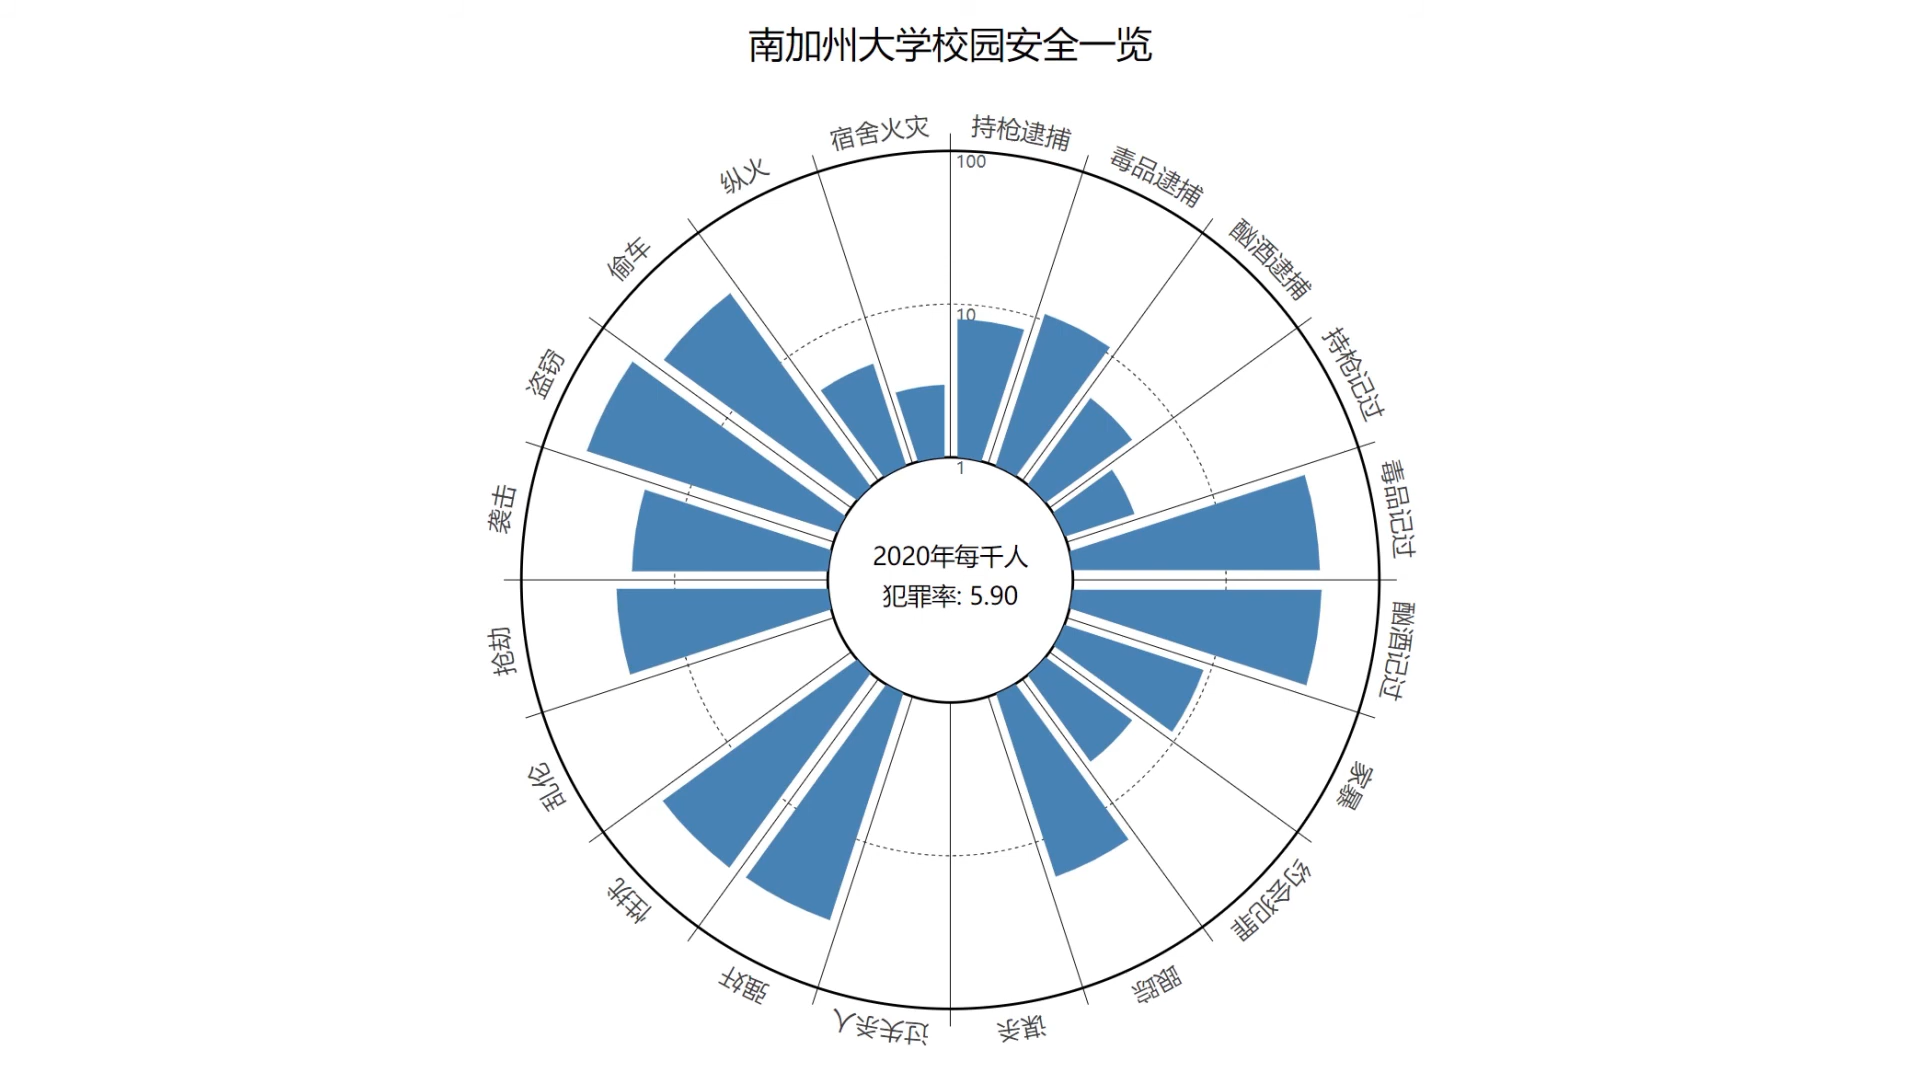 南加州大学校园安全一览
宿舍火灾
持枪逮捕
毒品逮捕
酗酒逮捕
持枪记过
毒品记过
酗酒记过
家暴
约会犯罪
跟踪
谋杀
过失杀人
强奸
性扰
乱伦
抢劫
袭击
盗窃
偷车
纵火
100
10
1
2020年每千人
犯罪率: 5.90